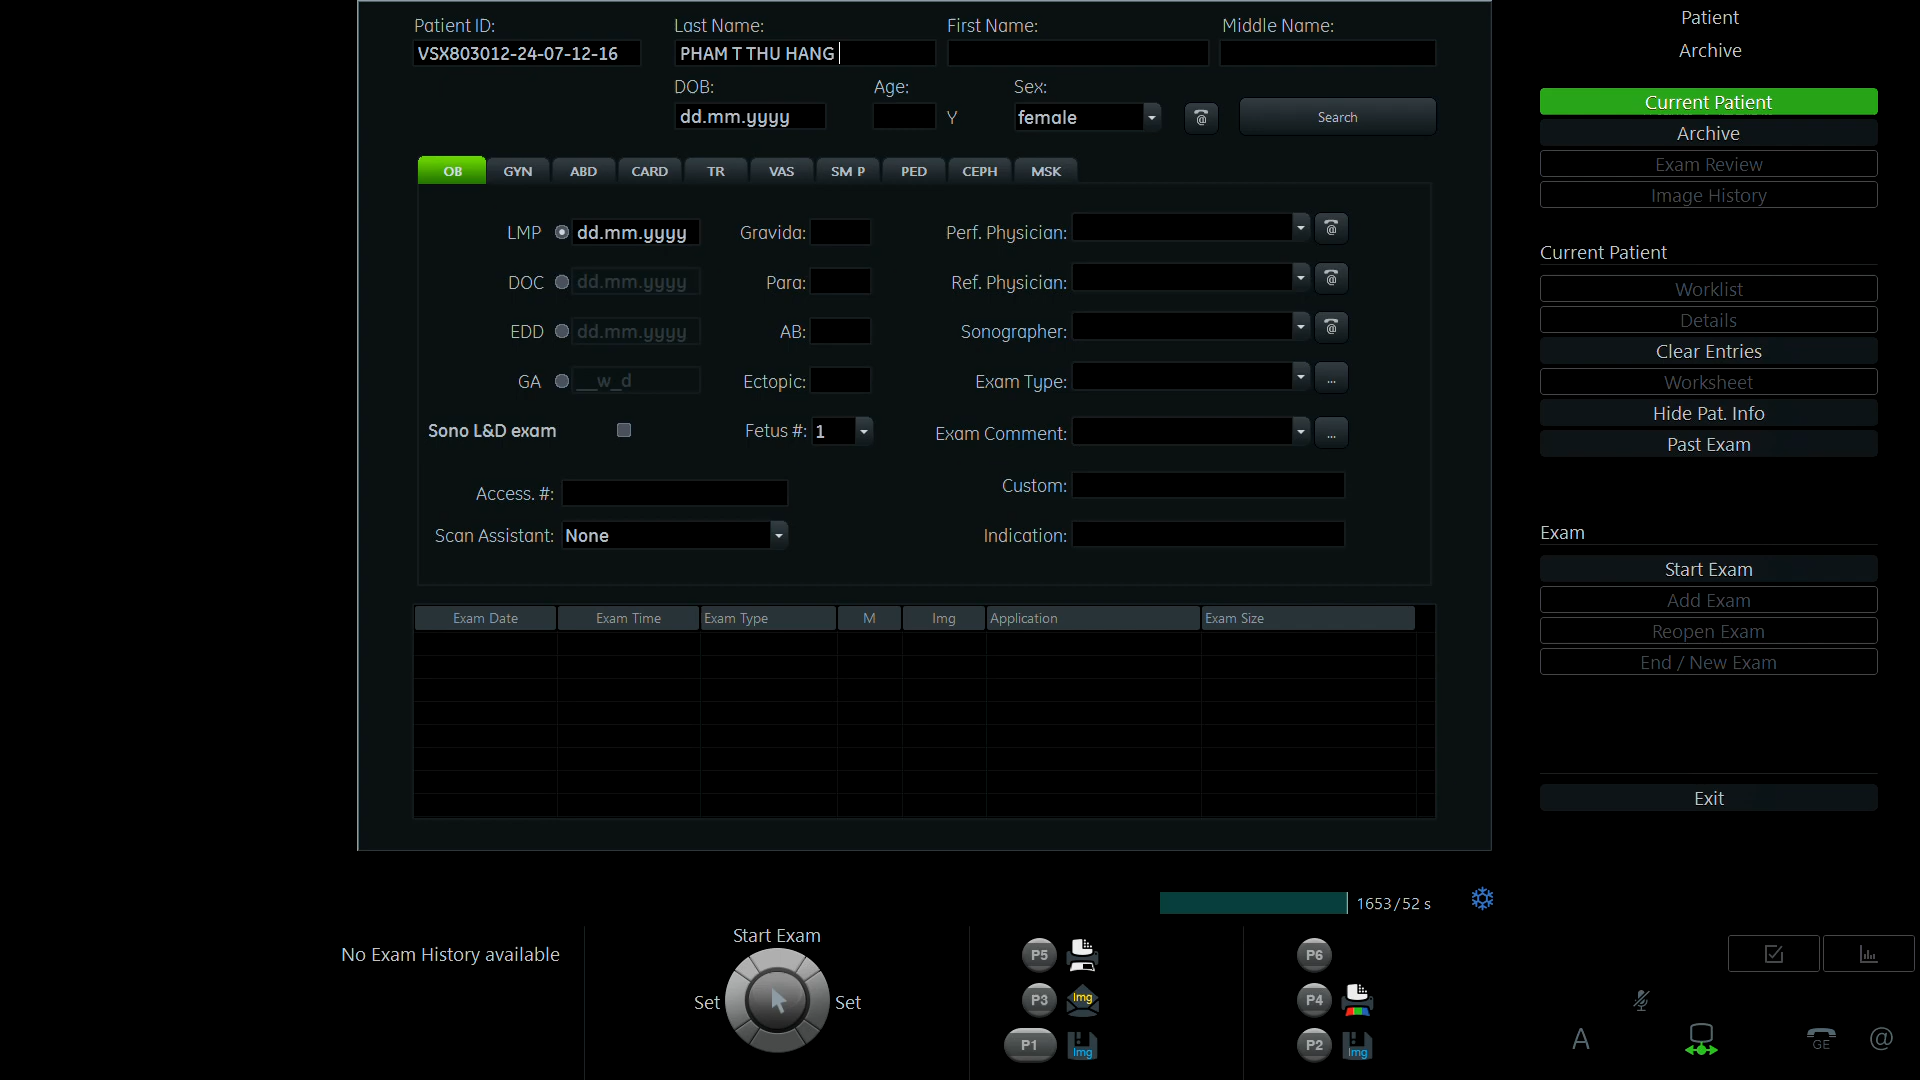 Patient ID: Last Name: First Name: Middle Name:
VSX803012-24-07-12-16 PHAM T THU HANG
DOB: Age: Sex:
dd.mm.yyyy Y female @ Search
OB GYN ABD CARD TR VAS SM P PED CEPH MSK
LMP dd.mm.yyyy Gravida: Perf. Physician: @
DOC dd.mm.yyyy Para: Ref. Physician: @
EDD dd.mm.yyyy AB: Sonographer: @
GA __w_d Ectopic: Exam Type: ...
Sono L&D exam Fetus #: 1 Exam Comment: ...
Access. #: Custom:
Scan Assistant: None Indication:
Exam Date Exam Time Exam Type M Img Application Exam Size
Patient
Archive
Current Patient
Archive
Exam Review
Image History
Current Patient
Worklist
Details
Clear Entries
Worksheet
Hide Pat. Info
Past Exam
Exam
Start Exam
Add Exam
Reopen Exam
End / New Exam
Exit
1653/52 s
No Exam History available
Start Exam
Set Set
P5 P6
P3 Img P4
P1 Img P2 Img
A GE @